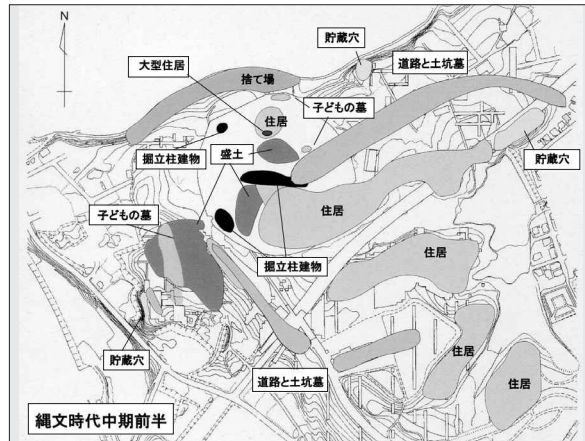 N
貯蔵穴
大型住居
道路と土坑墓
捨て場
子どもの墓
住居
掘立柱建物
盛土
貯蔵穴
子どもの墓
住居
住居
掘立柱建物
貯蔵穴
住居
道路と土坑墓
住居
縄文時代中期前半